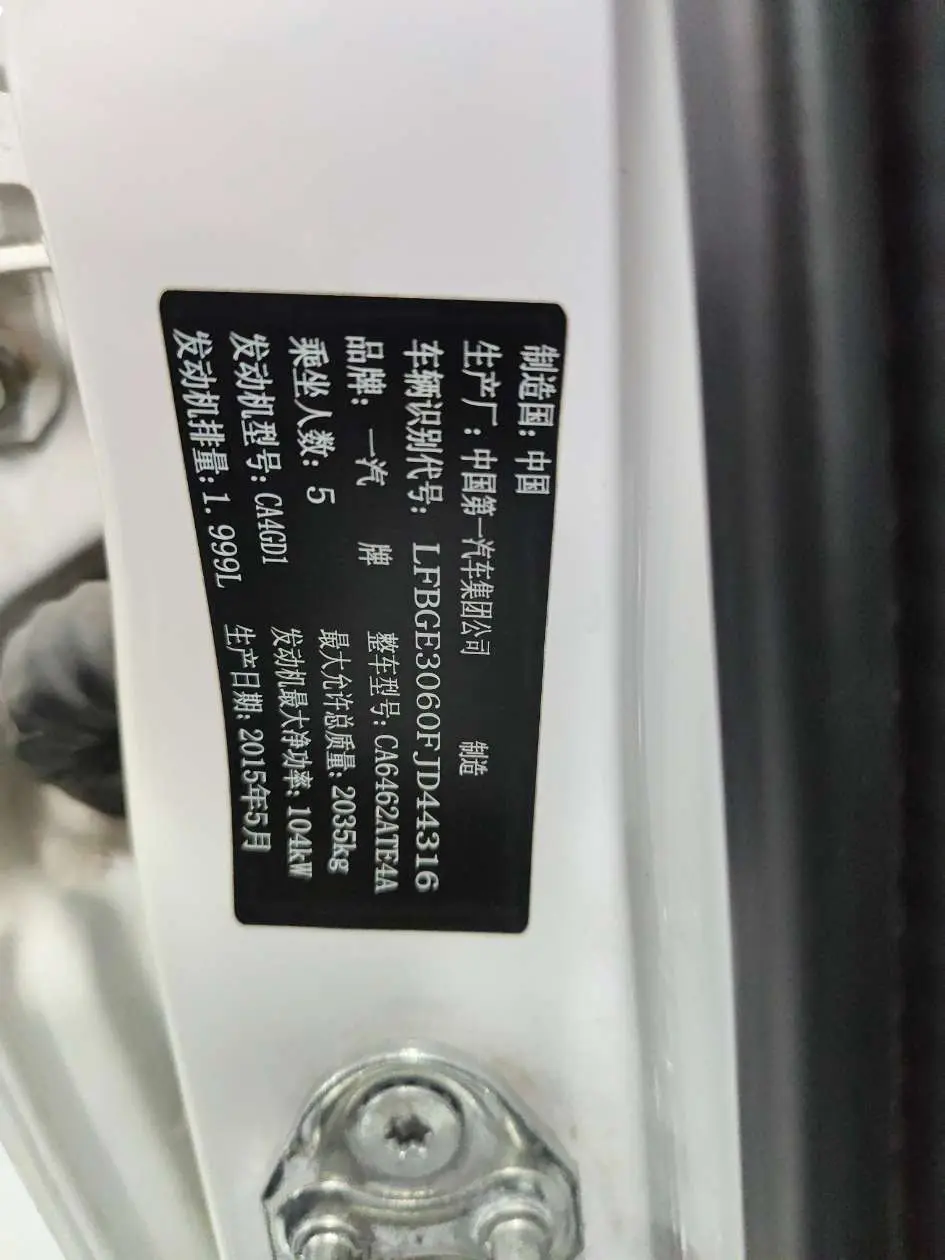 制造国: 中国
生产厂: 中国第一汽车集团公司 制造
车辆识别代号: LFBGE3060FJD44316
品牌: 一汽 牌 整车型号: CA6462ATE4A
乘坐人数: 5 最大允许总质量: 2035kg
发动机型号: CA4GD1 发动机最大净功率: 104kW
发动机排量: 1.999L 生产日期: 2015年5月